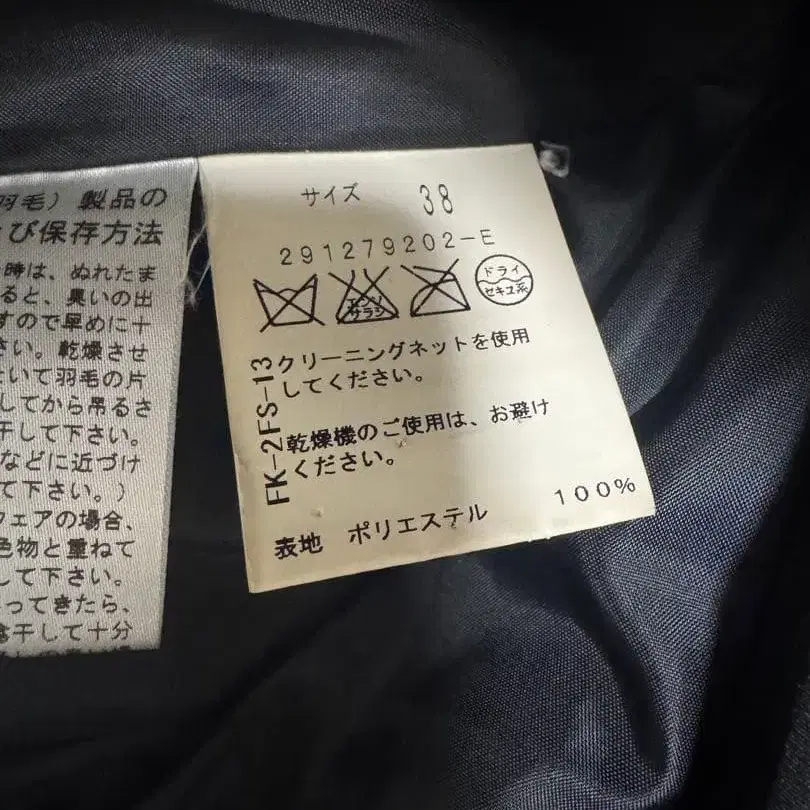 羽毛）製品の
び保存方法
時は、ぬれたま
ると、臭いの出
すので早めに十
さい。乾燥させ
いて羽毛の片
してから吊るさ
干して下さい。
などに近づけ
て下さい。）
ウェアの場合、
色物と重ねて
して下さい。
ってきたら、
干して十分
サイズ 38
291279202-E
エンソ
サラシ
ドライ
セキユ系
FK-2FS-13
クリーニングネットを使用
してください。
乾燥機のご使用は、お避け
ください。
表地 ポリエステル 100%